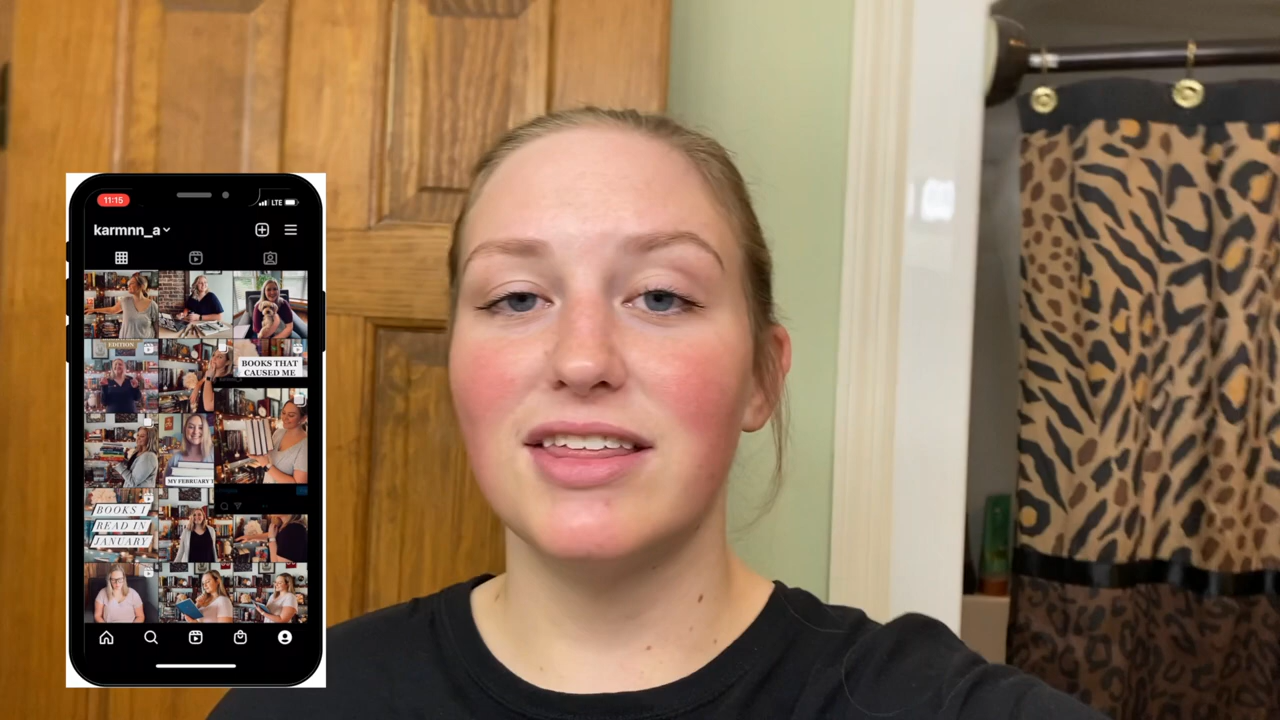 11:15
LTE
karmnn_a
EDITION
BOOKS THAT
CAUSED ME
MY FEBRUARY
BOOKS I
READ IN
JANUARY